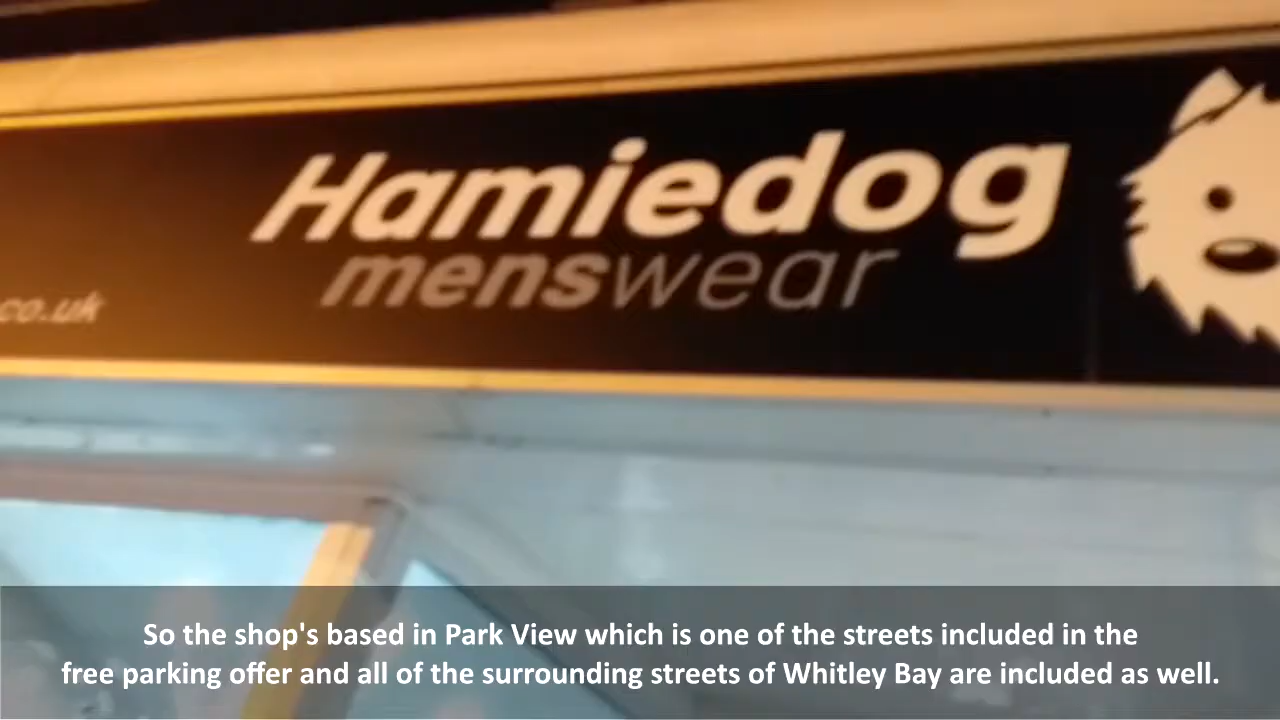 Hamiedog
menswear
co.uk
So the shop's based in Park View which is one of the streets included in the
free parking offer and all of the surrounding streets of Whitley Bay are included as well.